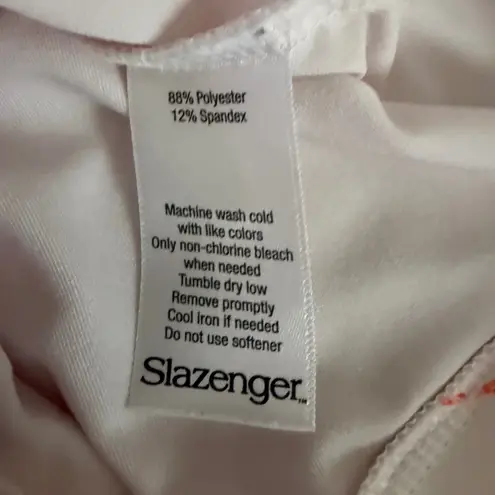 88% Polyester
12% Spandex
Machine wash cold
with like colors
Only non-chlorine bleach
when needed
Tumble dry low
Remove promptly
Cool iron if needed
Do not use softener
Slazenger™